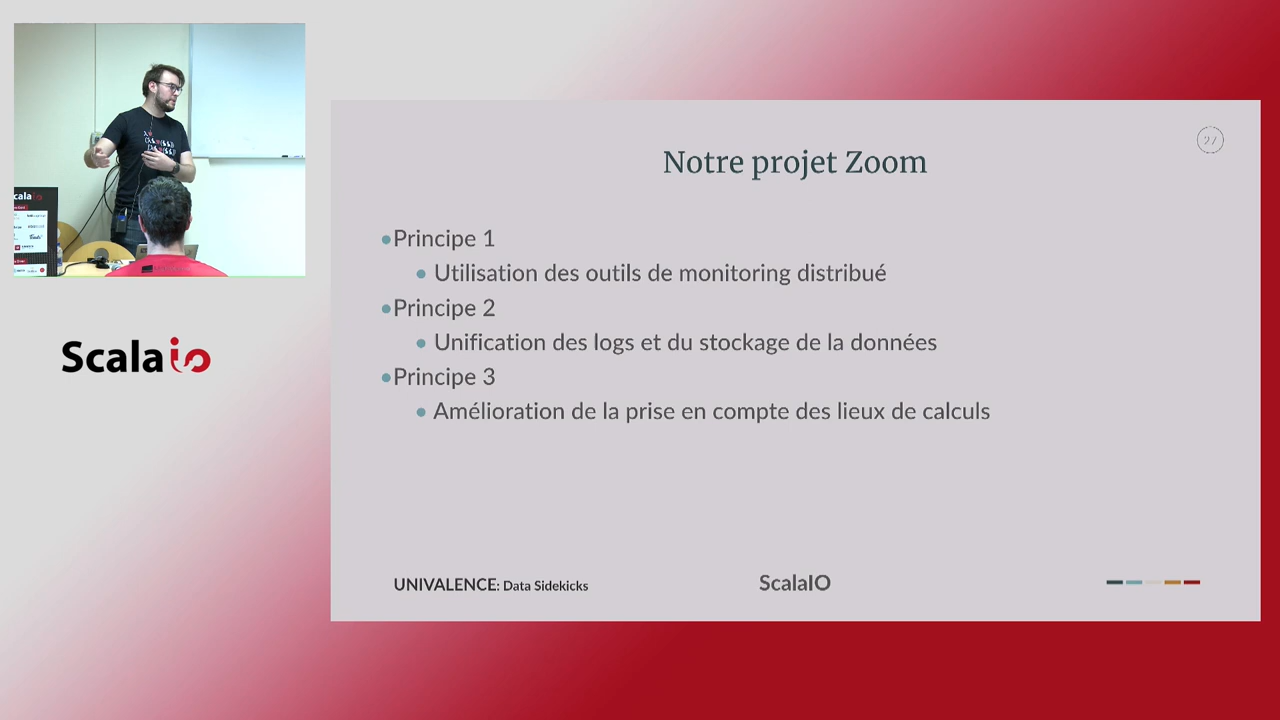 Notre projet Zoom
27
Principe 1
Utilisation des outils de monitoring distribué
Principe 2
Unification des logs et du stockage de la données
Principe 3
Amélioration de la prise en compte des lieux de calculs
UNIVALENCE: Data Sidekicks
ScalaIO
Scalaio